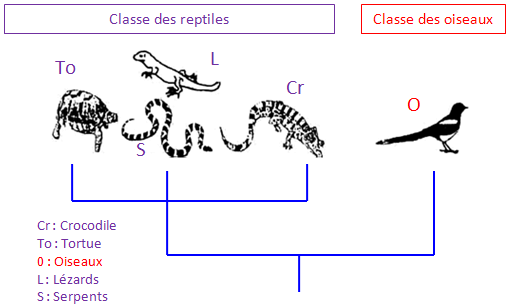 Classe des reptiles
Classe des oiseaux
To
L
Cr
O
S
Cr : Crocodile
To : Tortue
0 : Oiseaux
L : Lézards
S : Serpents